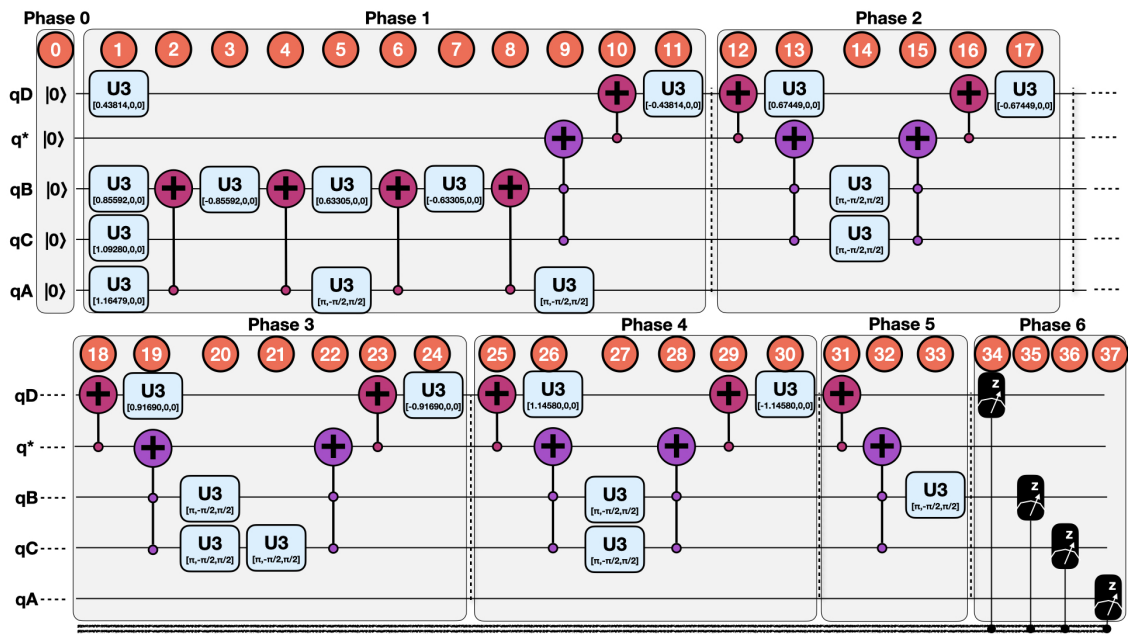 Phase 0 Phase 1 Phase 2
0 1 2 3 4 5 6 7 8 9 10 11 12 13 14 15 16 17
qD |0⟩ U3 U3 U3 U3
[0.43814,0,0] [-0.43814,0,0] [0.67449,0,0] [-0.67449,0,0]
q* |0⟩
qB |0⟩ U3 U3 U3 U3 U3
[0.85592,0,0] [-0.85592,0,0] [0.63305,0,0] [-0.63305,0,0] [π,-π/2,π/2]
qC |0⟩ U3 U3
[1.09280,0,0] [π,-π/2,π/2]
qA |0⟩ U3 U3 U3
[1.16479,0,0] [π,-π/2,π/2] [π,-π/2,π/2]
Phase 3 Phase 4 Phase 5 Phase 6
18 19 20 21 22 23 24 25 26 27 28 29 30 31 32 33 34 35 36 37
qD U3 U3 U3 U3 z
[0.91690,0,0] [-0.91690,0,0] [1.14580,0,0] [-1.14580,0,0]
q*
qB U3 U3 U3 z
[π,-π/2,π/2] [π,-π/2,π/2] [π,-π/2,π/2]
qC U3 U3 U3 z
[π,-π/2,π/2] [π,-π/2,π/2] [π,-π/2,π/2]
qA z